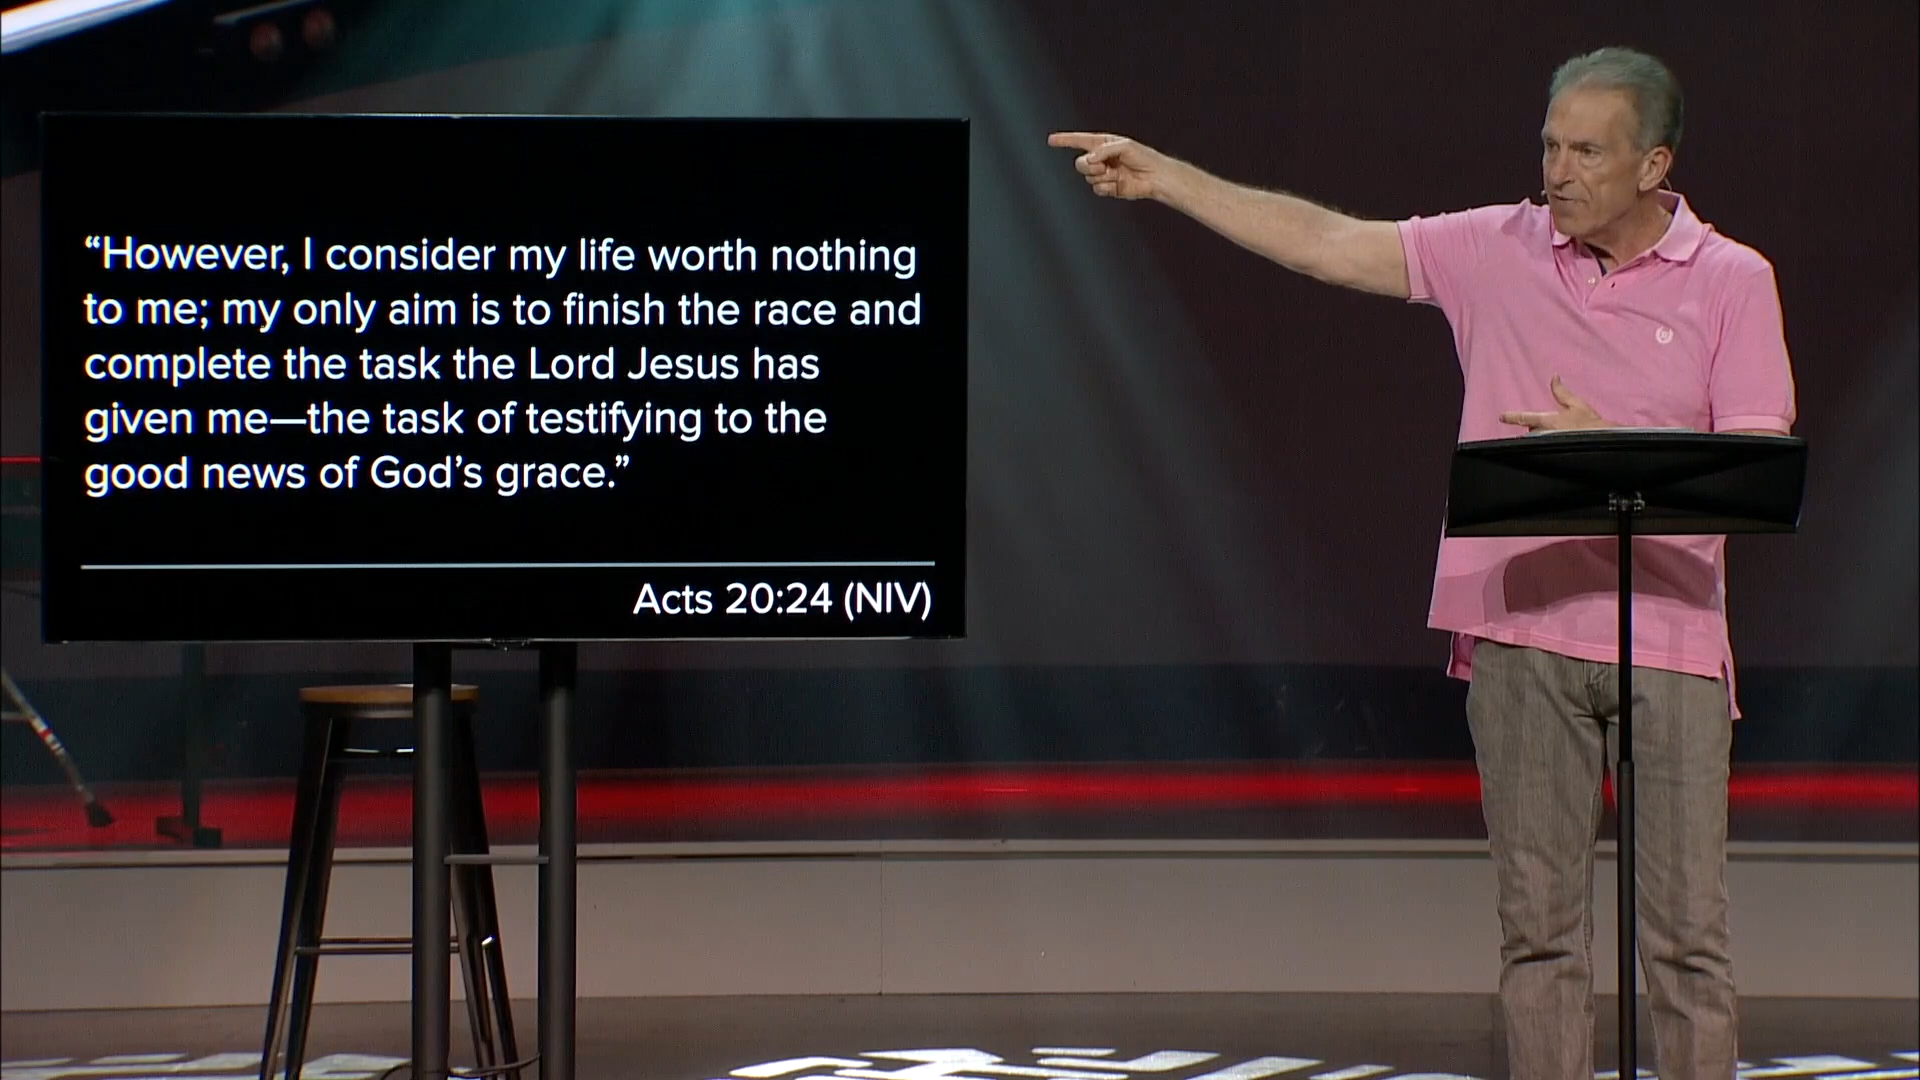 “However, I consider my life worth nothing
to me; my only aim is to finish the race and
complete the task the Lord Jesus has
given me—the task of testifying to the
good news of God’s grace.”
Acts 20:24 (NIV)